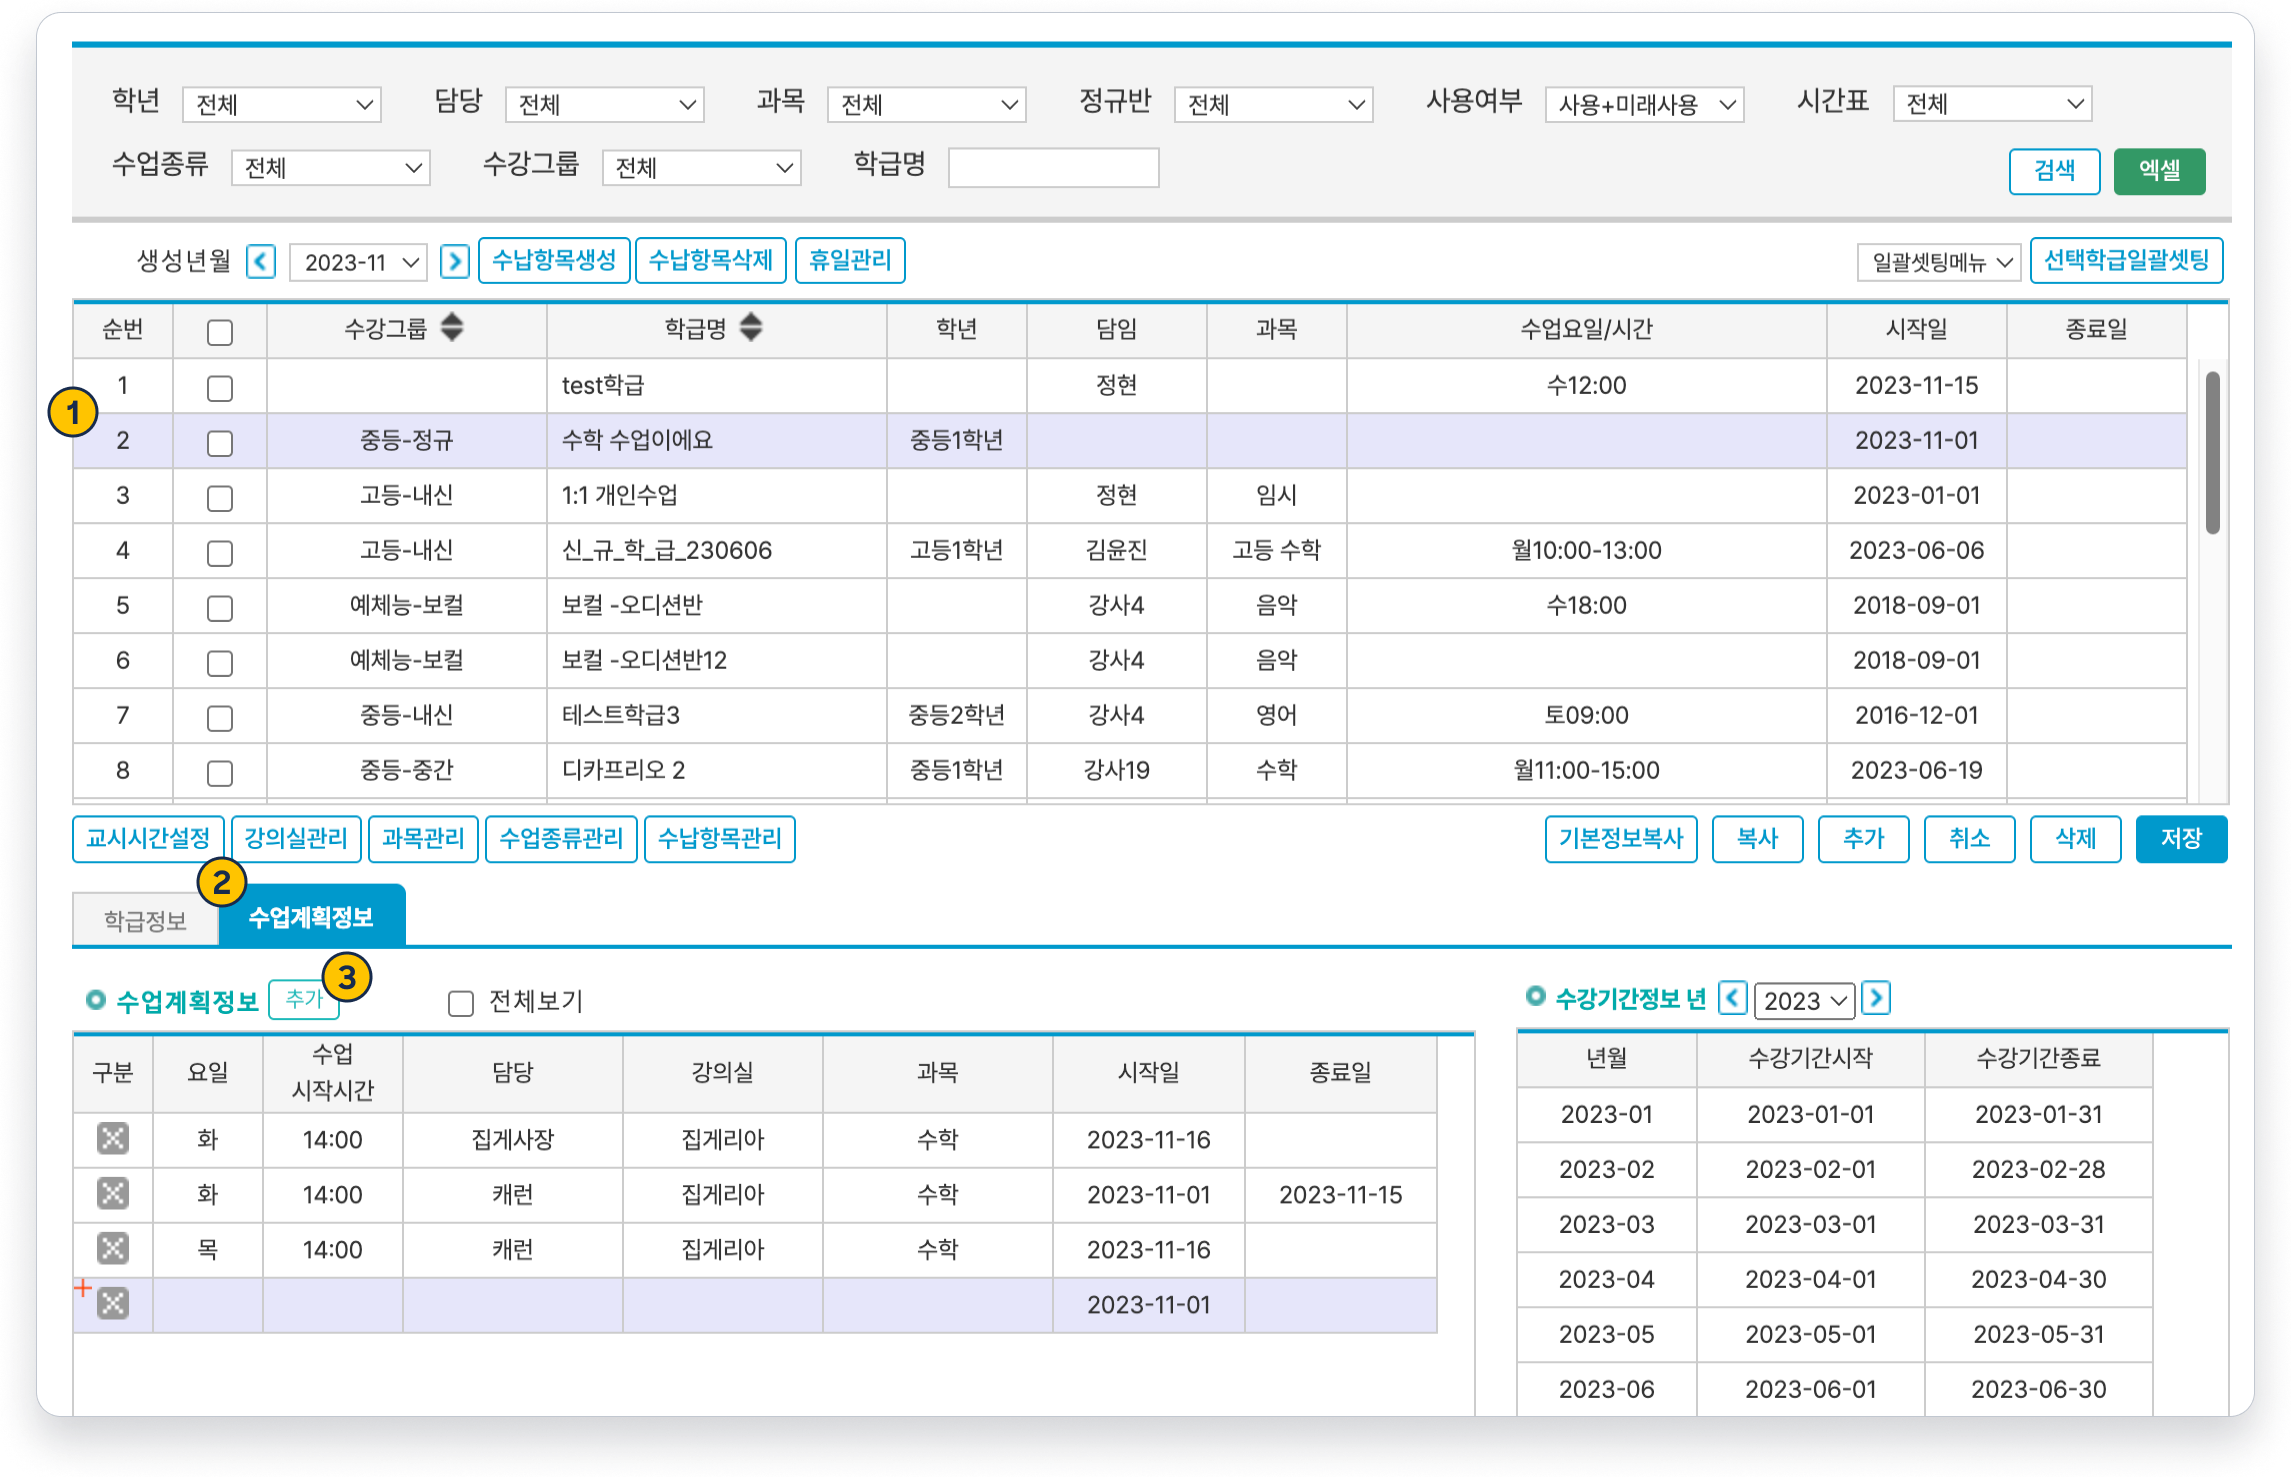 학년 전체 담당 전체 과목 전체 정규반 전체 사용여부 사용+미래사용 시간표 전체
수업종류 전체 수강그룹 전체 학급명 검색 엑셀
생성년월 2023-11 수납항목생성 수납항목삭제 휴일관리 일괄셋팅메뉴 선택학급일괄셋팅
순번 수강그룹 학급명 학년 담임 과목 수업요일/시간 시작일 종료일
1 test학급 정현 수12:00 2023-11-15
1
2 중등-정규 수학 수업이에요 중등1학년 2023-11-01
3 고등-내신 1:1 개인수업 정현 임시 2023-01-01
4 고등-내신 신_규_학_급_230606 고등1학년 김윤진 고등 수학 월10:00-13:00 2023-06-06
5 예체능-보컬 보컬 -오디션반 강사4 음악 수18:00 2018-09-01
6 예체능-보컬 보컬 -오디션반12 강사4 음악 2018-09-01
7 중등-내신 테스트학급3 중등2학년 강사4 영어 토09:00 2016-12-01
8 중등-중간 디카프리오 2 중등1학년 강사19 수학 월11:00-15:00 2023-06-19
교시시간설정 강의실관리 과목관리 수업종류관리 수납항목관리 기본정보복사 복사 추가 취소 삭제 저장
2
학급정보 수업계획정보
3
수업계획정보 추가 전체보기
구분 요일 수업 시작시간 담당 강의실 과목 시작일 종료일
화 14:00 집게사장 집게리아 수학 2023-11-16
화 14:00 캐런 집게리아 수학 2023-11-01 2023-11-15
목 14:00 캐런 집게리아 수학 2023-11-16
2023-11-01
수강기간정보 년 2023
년월 수강기간시작 수강기간종료
2023-01 2023-01-01 2023-01-31
2023-02 2023-02-01 2023-02-28
2023-03 2023-03-01 2023-03-31
2023-04 2023-04-01 2023-04-30
2023-05 2023-05-01 2023-05-31
2023-06 2023-06-01 2023-06-30